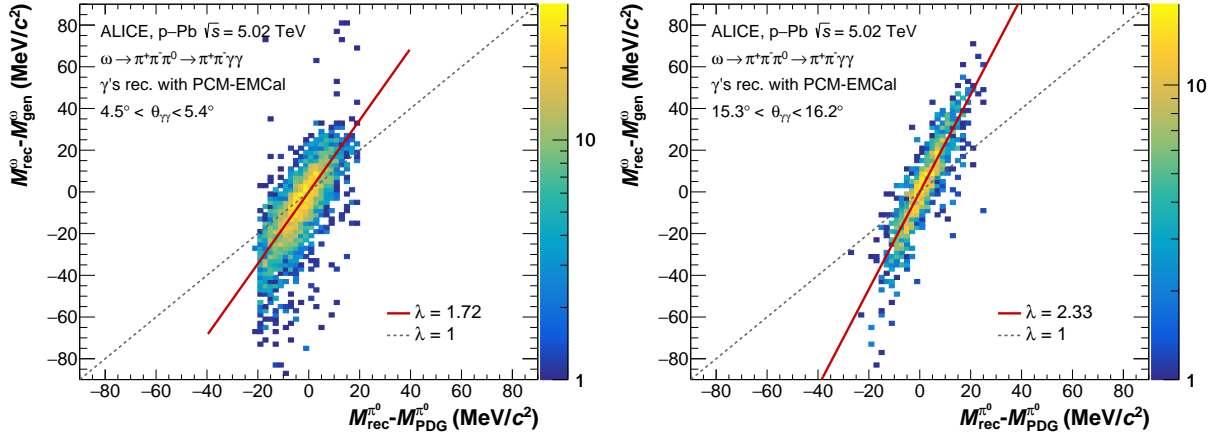 ALICE, p–Pb √s = 5.02 TeV
ω → π⁺π⁻π⁰ → π⁺π⁻γγ
γ's rec. with PCM-EMCal
4.5° < θγγ < 5.4°
λ = 1.72
λ = 1
M^ω_rec-M^ω_gen (MeV/c²)
80
60
40
20
0
−20
−40
−60
−80
−80 −60 −40 −20 0 20 40 60 80
M^π⁰_rec-M^π⁰_PDG (MeV/c²)
10
1
ALICE, p–Pb √s = 5.02 TeV
ω → π⁺π⁻π⁰ → π⁺π⁻γγ
γ's rec. with PCM-EMCal
15.3° < θγγ < 16.2°
λ = 2.33
λ = 1
M^ω_rec-M^ω_gen (MeV/c²)
80
60
40
20
0
−20
−40
−60
−80
−80 −60 −40 −20 0 20 40 60 80
M^π⁰_rec-M^π⁰_PDG (MeV/c²)
10
1